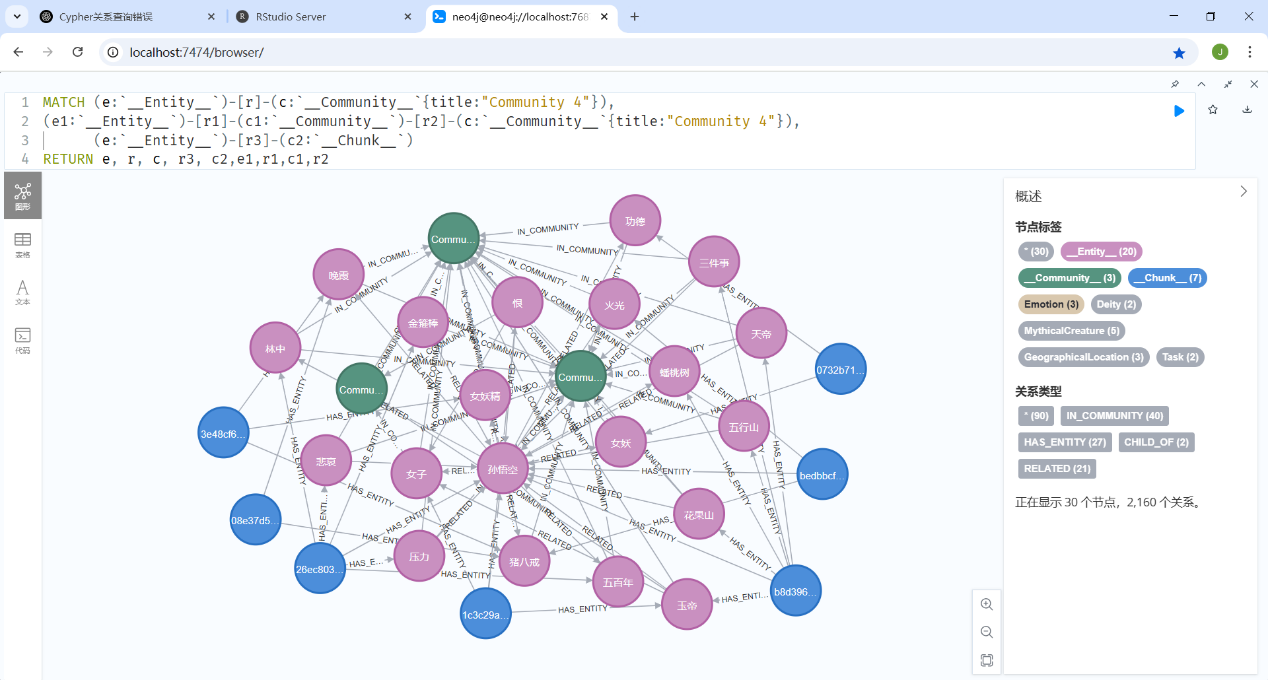 Cypher关系查询错误
RStudio Server
neo4j@neo4j://localhost:768
localhost:7474/browser/
J
1 MATCH (e:`__Entity__`)-[r]-(c:`__Community__`{title:"Community 4"}),
2 (e1:`__Entity__`)-[r1]-(c1:`__Community__`)-[r2]-(c:`__Community__`{title:"Community 4"}),
3 (e:`__Entity__`)-[r3]-(c2:`__Chunk__`)
4 RETURN e, r, c, r3, c2,e1,r1,c1,r2
图形
表格
文本
代码
功德
Commu...
三件事
晚霞
恨
火光
金箍棒
天帝
林中
蟠桃树
0732b71...
Commu...
Commu...
女妖精
五行山
3e48cf6...
女妖
悲哀
孙悟空
女子
bedbbcf...
花果山
08e37d5...
压力
猪八戒
26ec803...
五百年
b8d396...
玉帝
1c3c29a...
IN_COMMUNITY
IN_COMMUNITY
HAS_ENTITY
HAS_ENTITY
RELATED
RELATED
概述
节点标签
* (30)
__Entity__ (20)
__Community__ (3)
__Chunk__ (7)
Emotion (3)
Deity (2)
MythicalCreature (5)
GeographicalLocation (3)
Task (2)
关系类型
* (90)
IN_COMMUNITY (40)
HAS_ENTITY (27)
CHILD_OF (2)
RELATED (21)
正在显示 30 个节点，2,160 个关系。